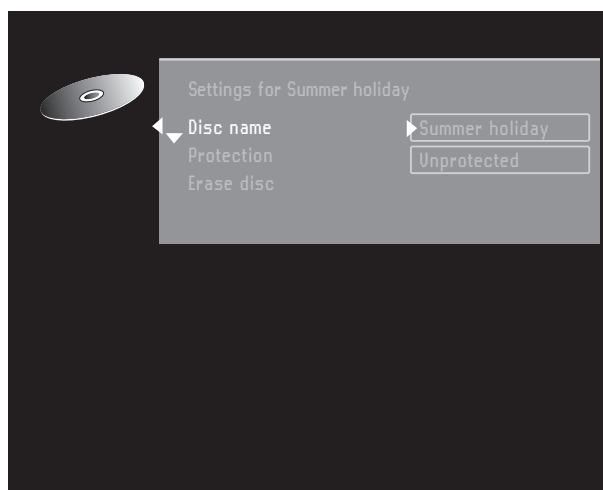 Settings for Summer holiday
Disc name Summer holiday
Protection Unprotected
Erase disc